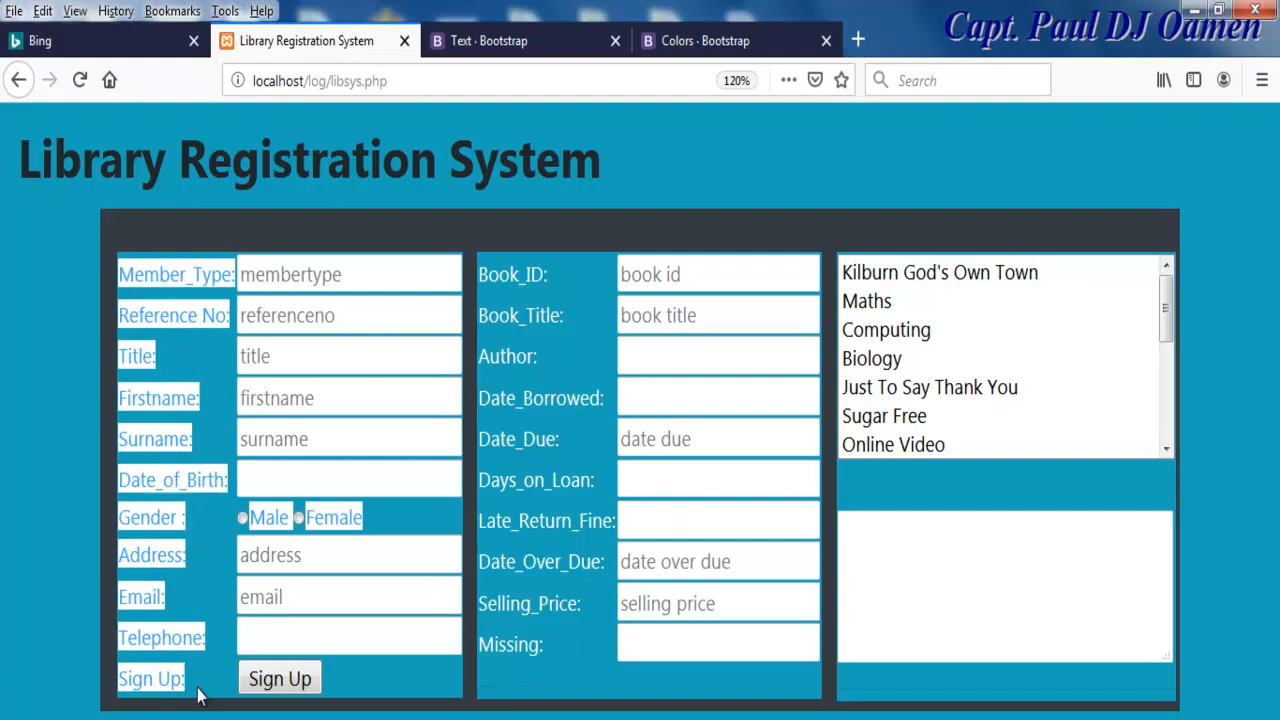 File Edit View History Bookmarks Tools Help
Capt. Paul DJ Oamen
Bing
Library Registration System
Text · Bootstrap
Colors · Bootstrap
localhost/log/libsys.php
120%
Search
Library Registration System
Member_Type: membertype
Reference No: referenceno
Title: title
Firstname: firstname
Surname: surname
Date_of_Birth:
Gender : Male Female
Address: address
Email: email
Telephone:
Sign Up: Sign Up
Book_ID: book id
Book_Title: book title
Author:
Date_Borrowed:
Date_Due: date due
Days_on_Loan:
Late_Return_Fine:
Date_Over_Due: date over due
Selling_Price: selling price
Missing:
Kilburn God's Own Town
Maths
Computing
Biology
Just To Say Thank You
Sugar Free
Online Video